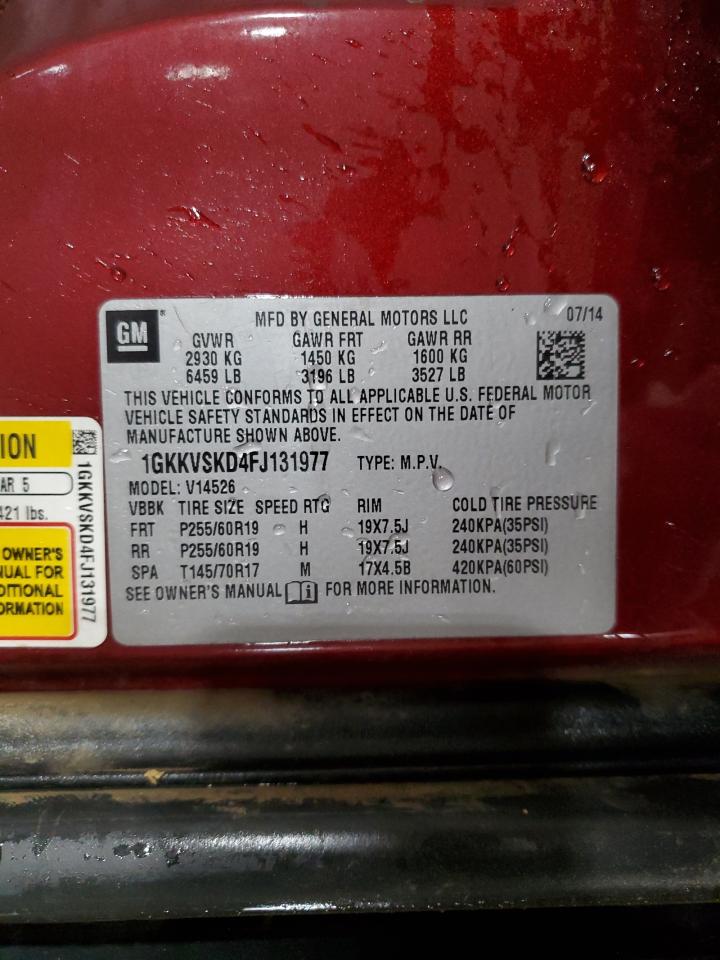 GM
MFD BY GENERAL MOTORS LLC 07/14
GVWR GAWR FRT GAWR RR
2930 KG 1450 KG 1600 KG
6459 LB 3196 LB 3527 LB
THIS VEHICLE CONFORMS TO ALL APPLICABLE U.S. FEDERAL MOTOR
VEHICLE SAFETY STANDARDS IN EFFECT ON THE DATE OF
MANUFACTURE SHOWN ABOVE.
1GKKVSKD4FJ131977 TYPE: M.P.V.
MODEL: V14526
VBBK TIRE SIZE SPEED RTG RIM COLD TIRE PRESSURE
FRT P255/60R19 H 19X7.5J 240KPA(35PSI)
RR P255/60R19 H 19X7.5J 240KPA(35PSI)
SPA T145/70R17 M 17X4.5B 420KPA(60PSI)
SEE OWNER'S MANUAL i FOR MORE INFORMATION.
ION
AR 5
421 lbs.
OWNER'S
NUAL FOR
DITIONAL
ORMATION
1GKKVSKD4FJ131977